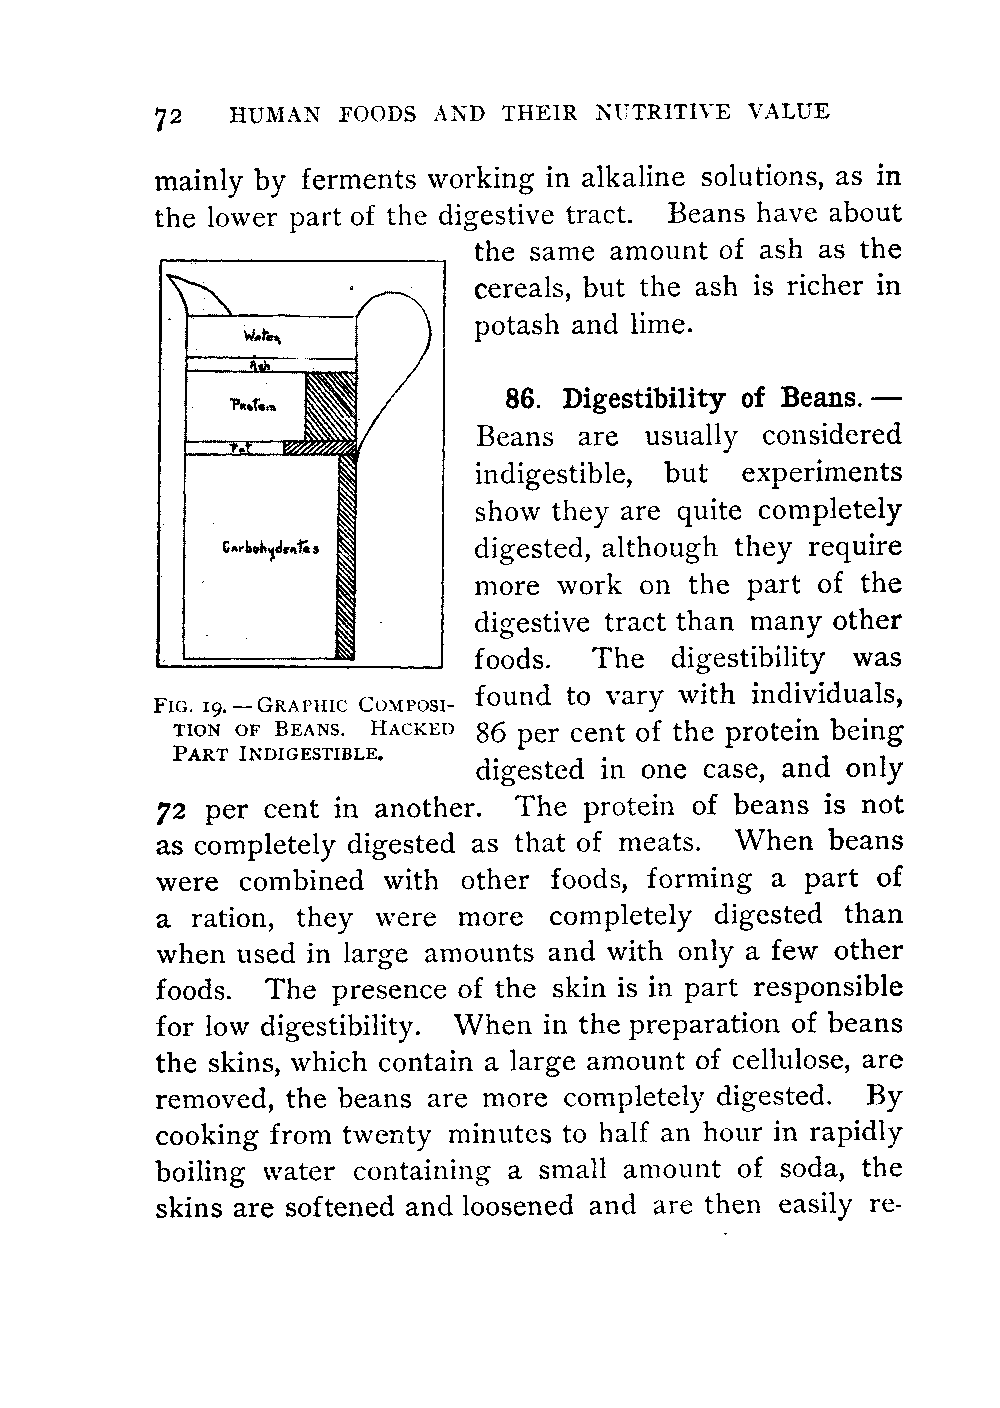 72 HUMAN FOODS AND THEIR NUTRITIVE VALUE
mainly by ferments working in alkaline solutions, as in
the lower part of the digestive tract. Beans have about
the same amount of ash as the
cereals, but the ash is richer in
potash and lime.
Water
Ash
Protein
Fat
Carbohydrates
FIG. 19. — GRAPHIC COMPOSI-
TION OF BEANS. HACKED
PART INDIGESTIBLE.
86. Digestibility of Beans. —
Beans are usually considered
indigestible, but experiments
show they are quite completely
digested, although they require
more work on the part of the
digestive tract than many other
foods. The digestibility was
found to vary with individuals,
86 per cent of the protein being
digested in one case, and only
72 per cent in another. The protein of beans is not
as completely digested as that of meats. When beans
were combined with other foods, forming a part of
a ration, they were more completely digested than
when used in large amounts and with only a few other
foods. The presence of the skin is in part responsible
for low digestibility. When in the preparation of beans
the skins, which contain a large amount of cellulose, are
removed, the beans are more completely digested. By
cooking from twenty minutes to half an hour in rapidly
boiling water containing a small amount of soda, the
skins are softened and loosened and are then easily re-